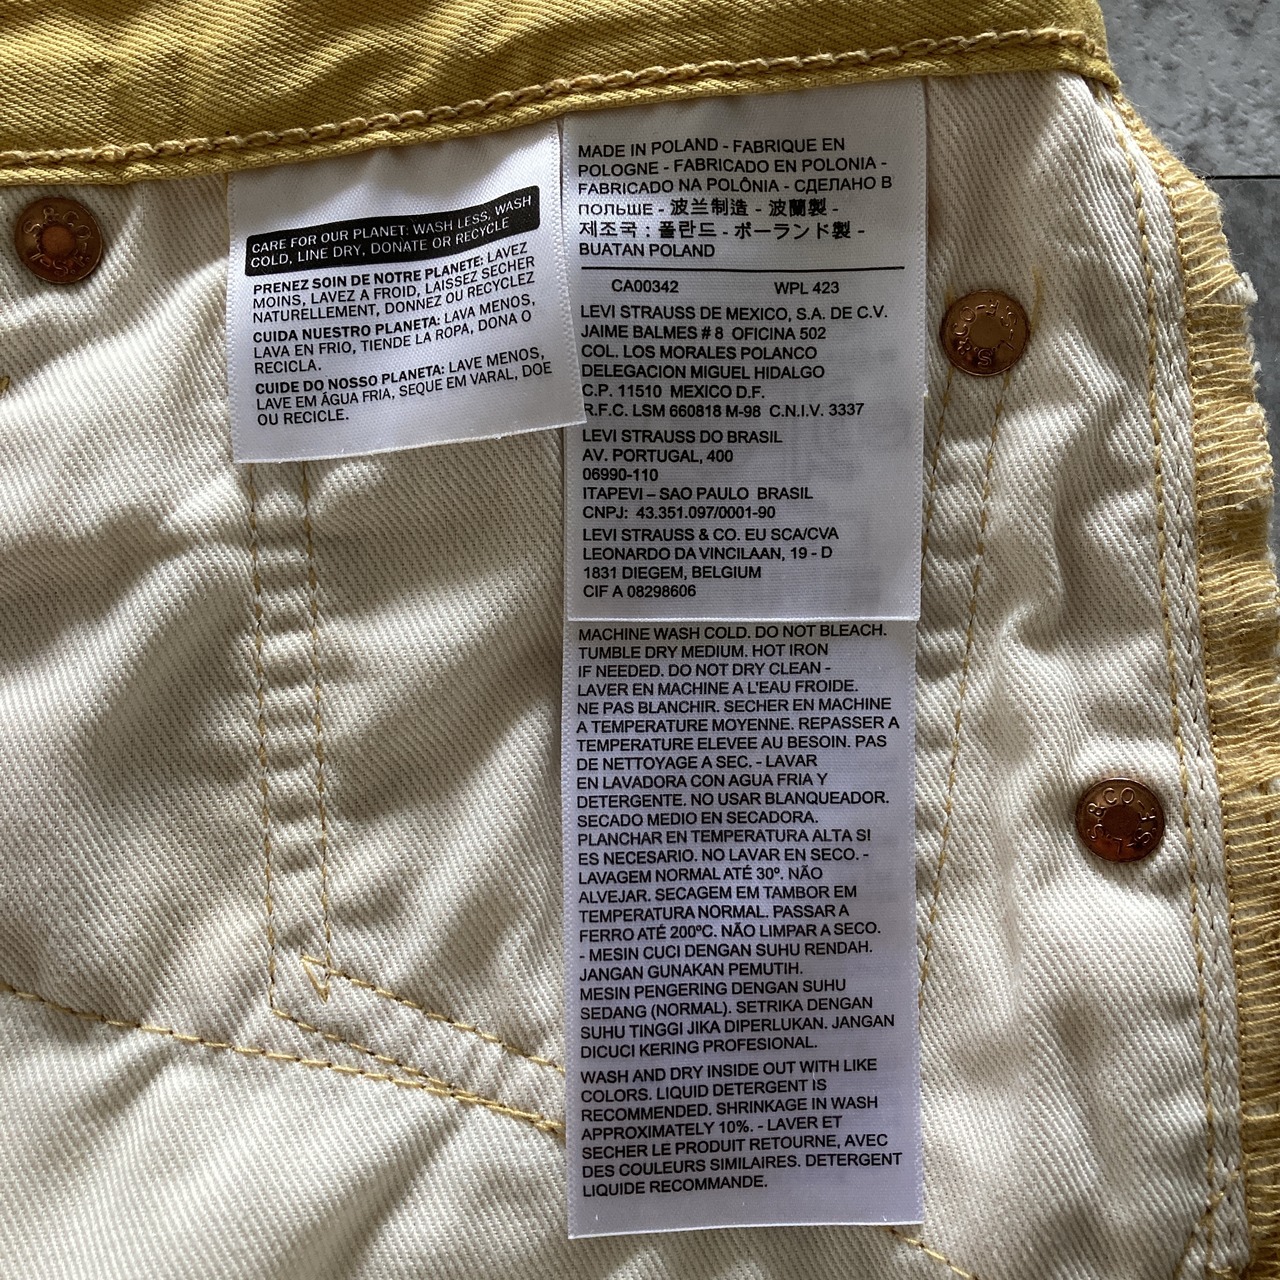 CARE FOR OUR PLANET: WASH LESS, WASH
COLD, LINE DRY, DONATE OR RECYCLE
PRENEZ SOIN DE NOTRE PLANETE: LAVEZ
MOINS, LAVEZ A FROID, LAISSEZ SECHER
NATURELLEMENT, DONNEZ OU RECYCLEZ
CUIDA NUESTRO PLANETA: LAVA MENOS,
LAVA EN FRIO, TIENDE LA ROPA, DONA O
RECICLA.
CUIDE DO NOSSO PLANETA: LAVE MENOS,
LAVE EM ÁGUA FRIA, SEQUE EM VARAL, DOE
OU RECICLE.
MADE IN POLAND - FABRIQUE EN
POLOGNE - FABRICADO EN POLONIA -
FABRICADO NA POLÔNIA - СДЕЛАНО В
ПОЛЬШЕ - 波兰制造 - 波蘭製 -
제조국 : 폴란드 - ポーランド製 -
BUATAN POLAND
CA00342 WPL 423
LEVI STRAUSS DE MEXICO, S.A. DE C.V.
JAIME BALMES # 8 OFICINA 502
COL. LOS MORALES POLANCO
DELEGACION MIGUEL HIDALGO
C.P. 11510 MEXICO D.F.
R.F.C. LSM 660818 M-98 C.N.I.V. 3337
LEVI STRAUSS DO BRASIL
AV. PORTUGAL, 400
06990-110
ITAPEVI – SAO PAULO BRASIL
CNPJ: 43.351.097/0001-90
LEVI STRAUSS & CO. EU SCA/CVA
LEONARDO DA VINCILAAN, 19 - D
1831 DIEGEM, BELGIUM
CIF A 08298606
MACHINE WASH COLD. DO NOT BLEACH.
TUMBLE DRY MEDIUM. HOT IRON
IF NEEDED. DO NOT DRY CLEAN -
LAVER EN MACHINE A L'EAU FROIDE.
NE PAS BLANCHIR. SECHER EN MACHINE
A TEMPERATURE MOYENNE. REPASSER A
TEMPERATURE ELEVEE AU BESOIN. PAS
DE NETTOYAGE A SEC. - LAVAR
EN LAVADORA CON AGUA FRIA Y
DETERGENTE. NO USAR BLANQUEADOR.
SECADO MEDIO EN SECADORA.
PLANCHAR EN TEMPERATURA ALTA SI
ES NECESARIO. NO LAVAR EN SECO. -
LAVAGEM NORMAL ATÉ 30º. NÃO
ALVEJAR. SECAGEM EM TAMBOR EM
TEMPERATURA NORMAL. PASSAR A
FERRO ATÉ 200ºC. NÃO LIMPAR A SECO.
- MESIN CUCI DENGAN SUHU RENDAH.
JANGAN GUNAKAN PEMUTIH.
MESIN PENGERING DENGAN SUHU
SEDANG (NORMAL). SETRIKA DENGAN
SUHU TINGGI JIKA DIPERLUKAN. JANGAN
DICUCI KERING PROFESIONAL.
WASH AND DRY INSIDE OUT WITH LIKE
COLORS. LIQUID DETERGENT IS
RECOMMENDED. SHRINKAGE IN WASH
APPROXIMATELY 10%. - LAVER ET
SECHER LE PRODUIT RETOURNE, AVEC
DES COULEURS SIMILAIRES. DETERGENT
LIQUIDE RECOMMANDE.